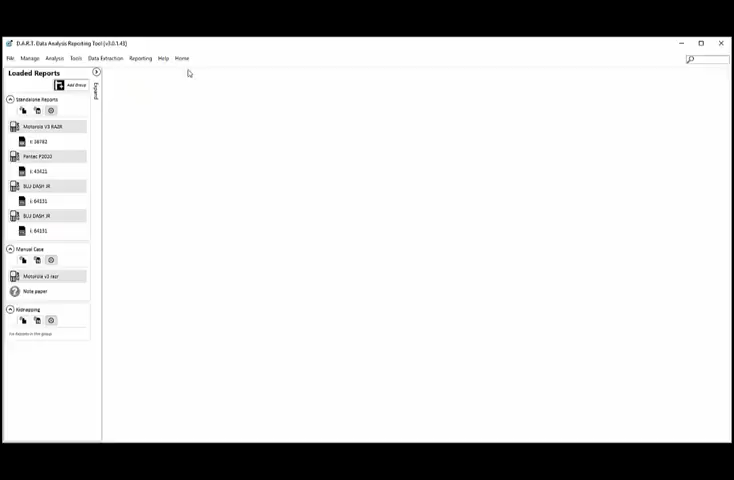 D.A.R.T. Data Analysis Reporting Tool [v3.0.1.43]
File Manage Analysis Tools Data Extraction Reporting Help Home
Loaded Reports
Add Group
Expand
Standalone Reports
Motorola V3 RAZR
Pantec P2020
BLU DASH JR
BLU DASH JR
Manual Case
Motorola v3 razr
Note paper
Kidnapping